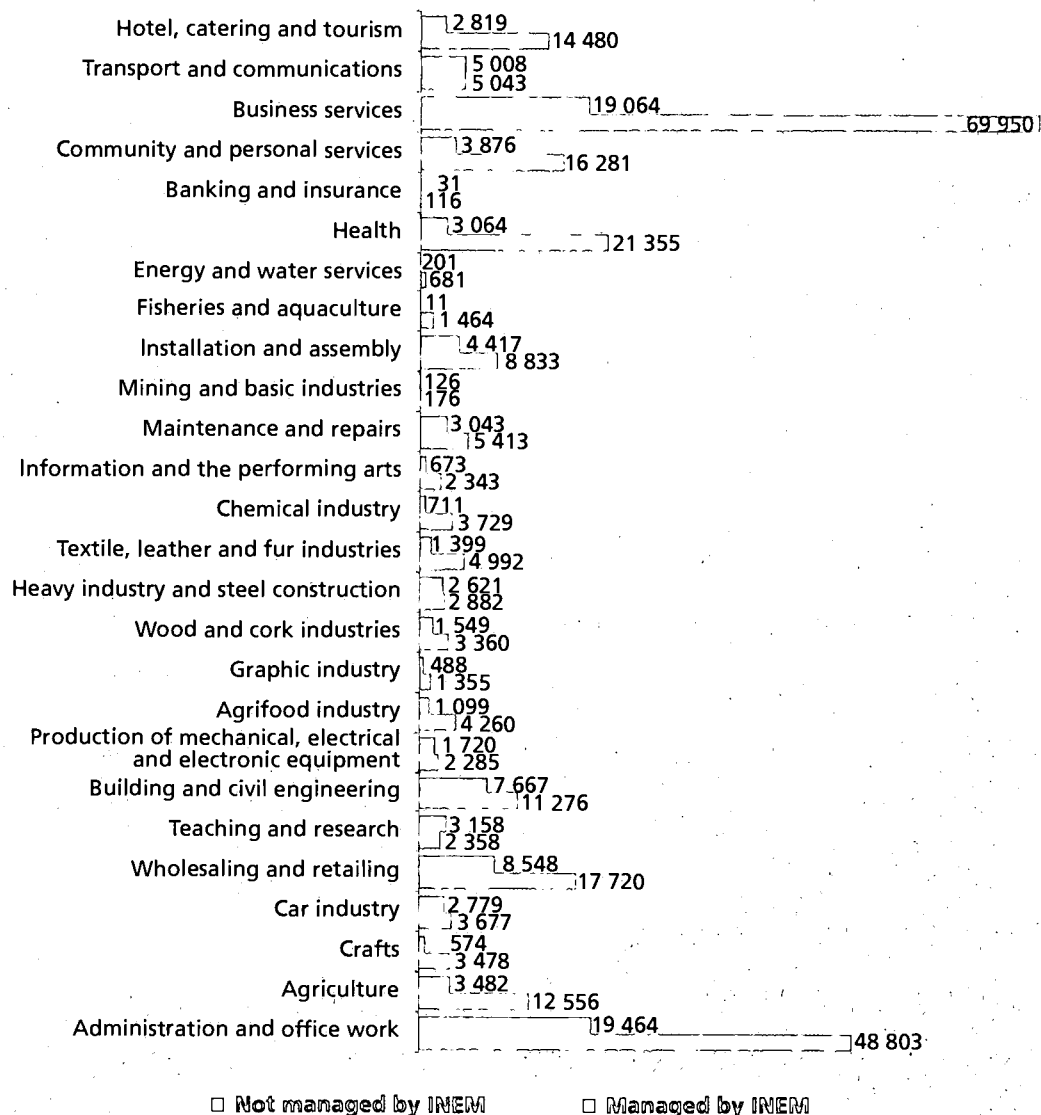 Hotel, catering and tourism 2 819
14 480
Transport and communications 5 008
5 043
Business services 19 064
69 950
Community and personal services 3 876
16 281
Banking and insurance 31
116
Health 3 064
21 355
Energy and water services 201
681
Fisheries and aquaculture 11
1 464
Installation and assembly 4 417
8 833
Mining and basic industries 126
176
Maintenance and repairs 3 043
5 413
Information and the performing arts 673
2 343
Chemical industry 711
3 729
Textile, leather and fur industries 1 399
4 992
Heavy industry and steel construction 2 621
2 882
Wood and cork industries 1 549
3 360
Graphic industry 488
1 355
Agrifood industry 1 099
4 260
Production of mechanical, electrical 1 720
and electronic equipment 2 285
Building and civil engineering 7 667
11 276
Teaching and research 3 158
2 358
Wholesaling and retailing 8 548
17 720
Car industry 2 779
3 677
Crafts 574
3 478
Agriculture 3 482
12 556
Administration and office work 19 464
48 803
Not managed by INEM Managed by INEM